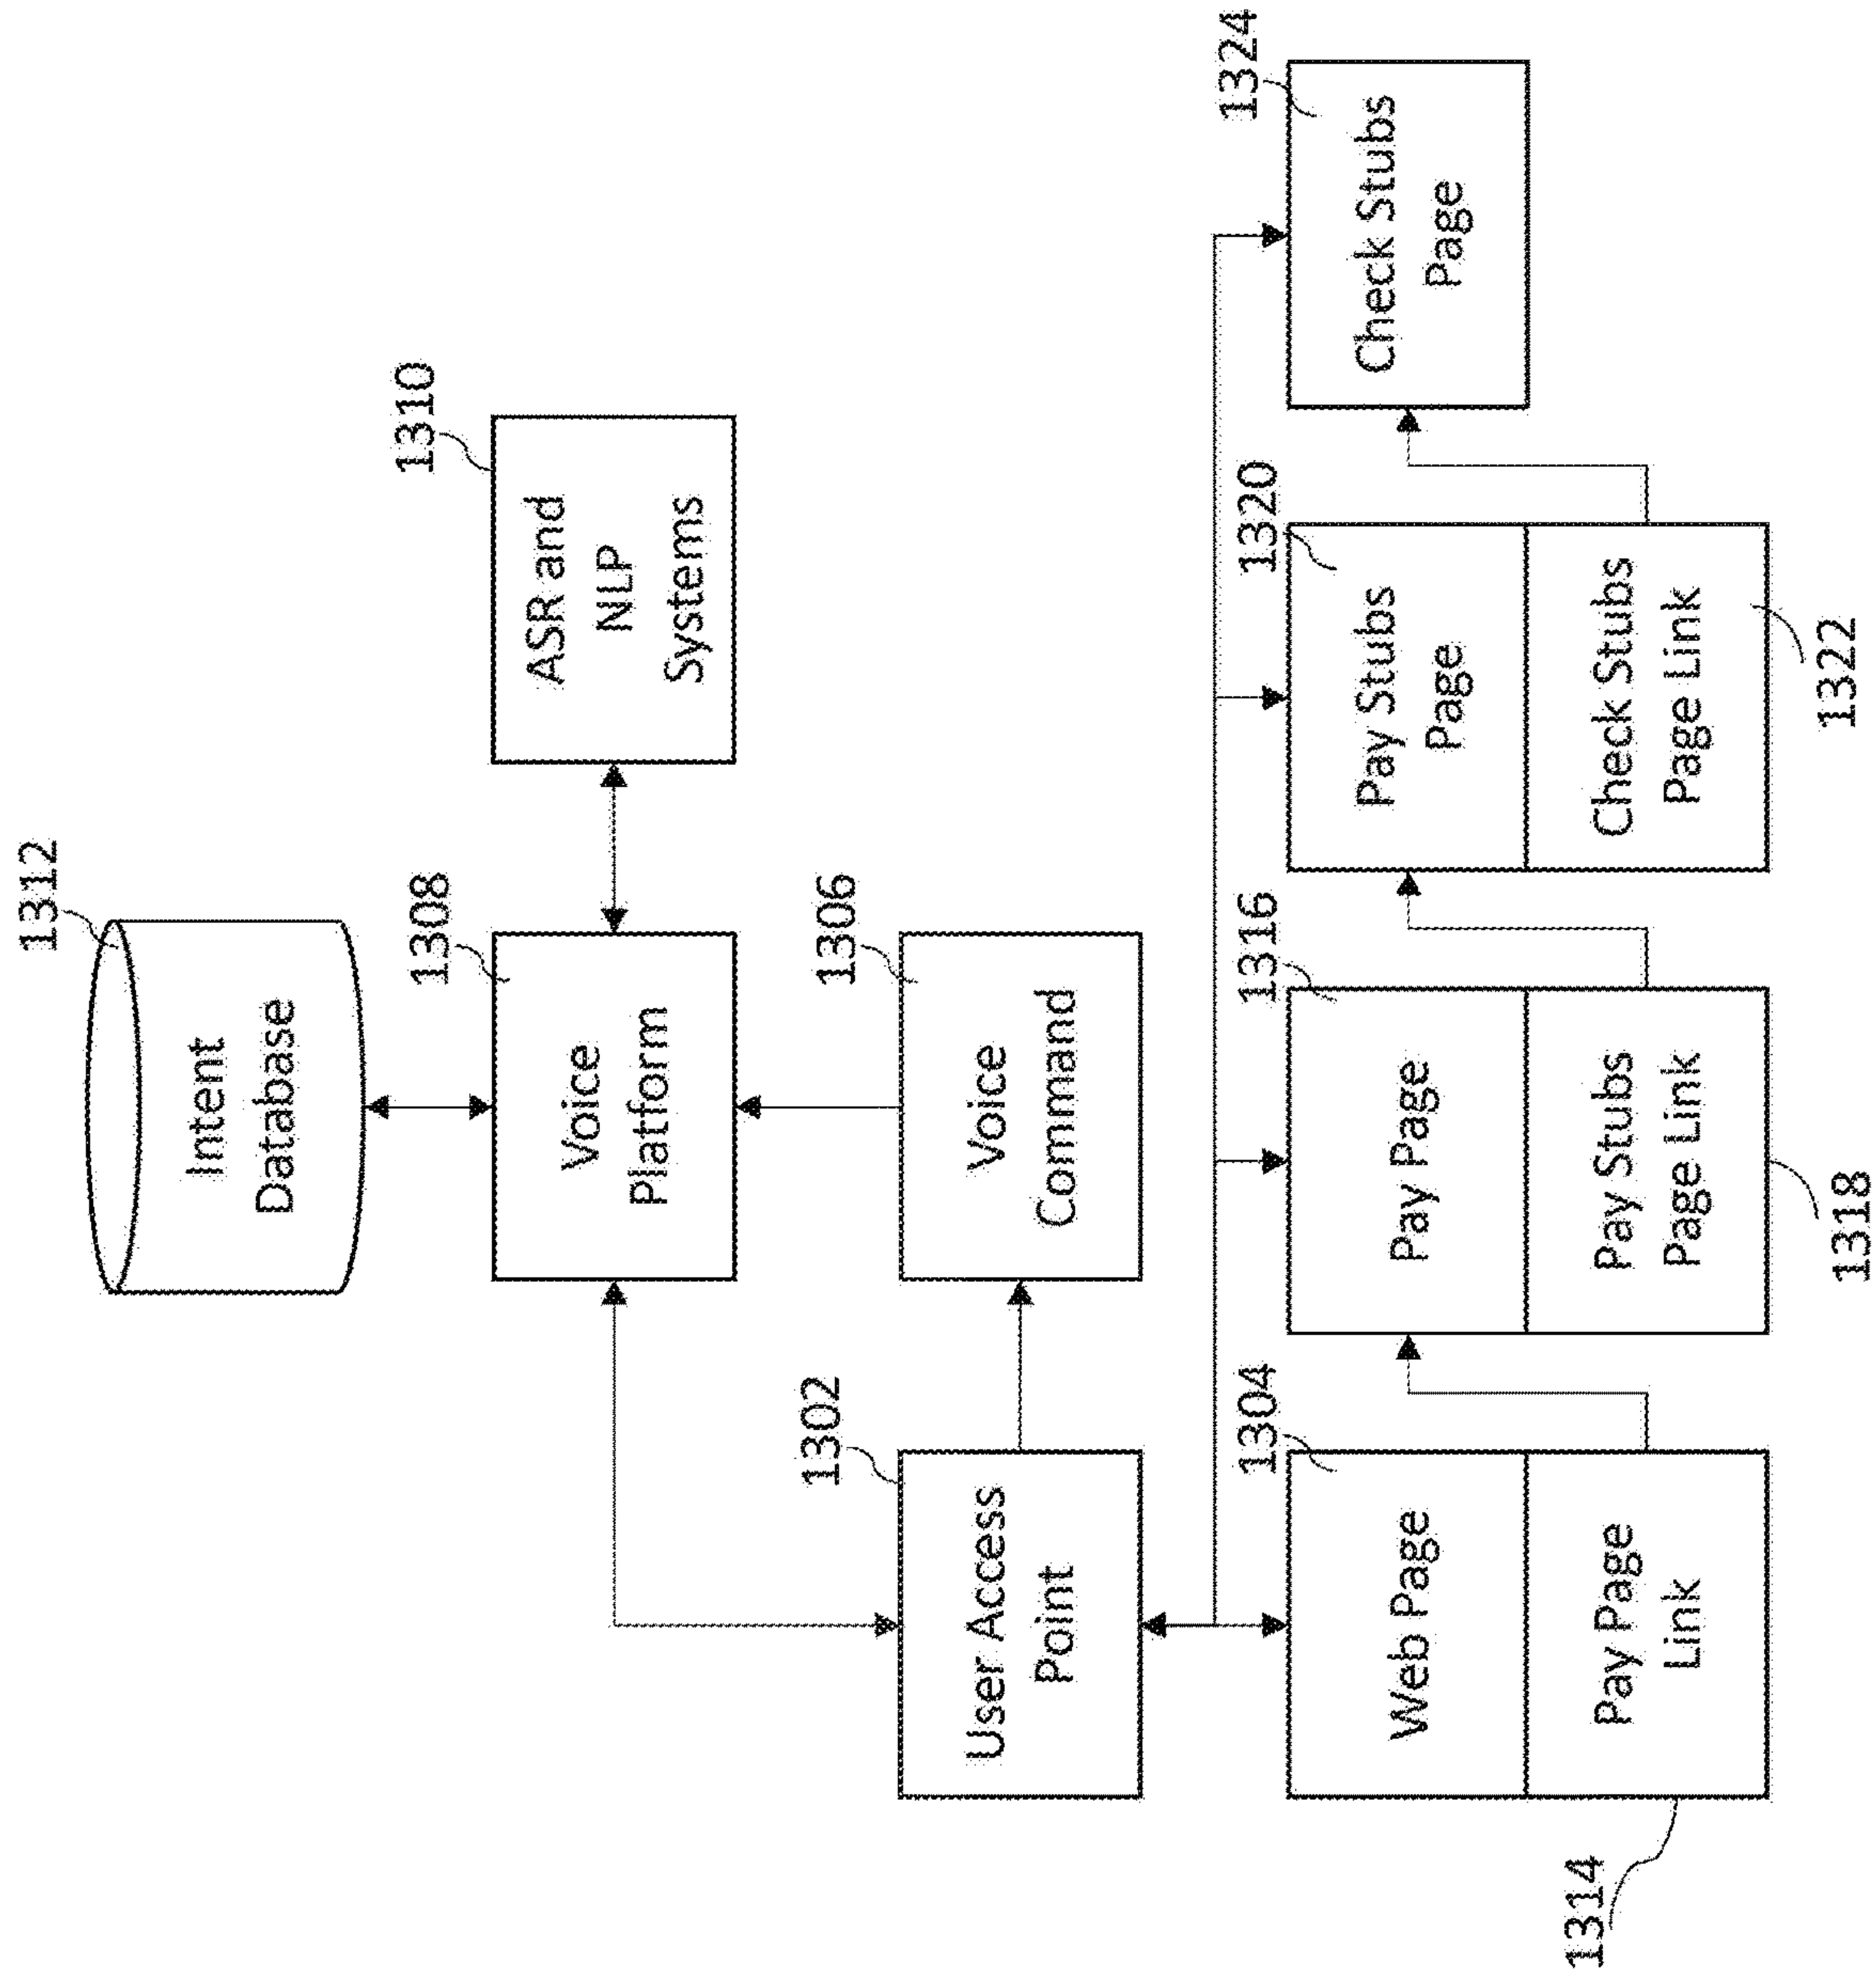 1312
Intent
Database
1308
Voice
Platform
1310
ASR and
NLP
Systems
1302
User Access
Point
1306
Voice
Command
1304
Web Page
Pay Page
Link
1314
1316
Pay Page
Pay Stubs
Page Link
1318
1320
Pay Stubs
Page
Check Stubs
Page Link
1322
1324
Check Stubs
Page